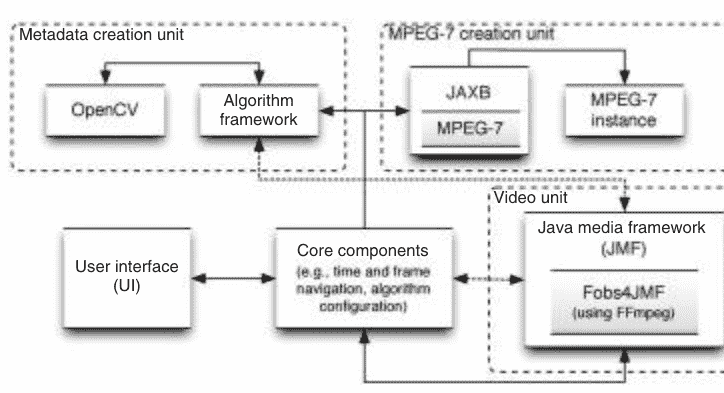 Metadata creation unit
MPEG-7 creation unit
OpenCV
Algorithm
framework
JAXB
MPEG-7
MPEG-7
instance
Video unit
User interface
(UI)
Core components
(e.g., time and frame
navigation, algorithm
configuration)
Java media framework
(JMF)
Fobs4JMF
(using FFmpeg)